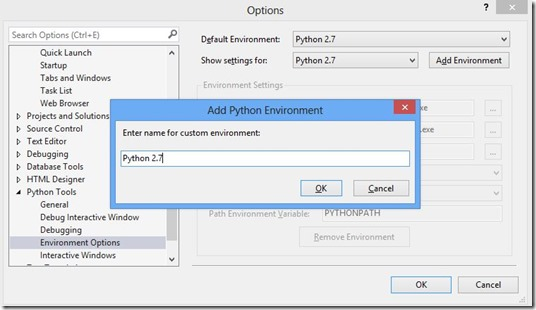 Options
?
Search Options (Ctrl+E)
Quick Launch
Startup
Tabs and Windows
Task List
Web Browser
Projects and Solutions
Source Control
Text Editor
Debugging
Database Tools
HTML Designer
Python Tools
General
Debug Interactive Window
Debugging
Environment Options
Interactive Windows
Default Environment: Python 2.7
Show settings for: Python 2.7 Add Environment
Environment Settings
.exe ...
.exe ...
...
Add Python Environment
Enter name for custom environment:
Python 2.7
OK Cancel
Path Environment Variable: PYTHONPATH
Remove Environment
OK Cancel